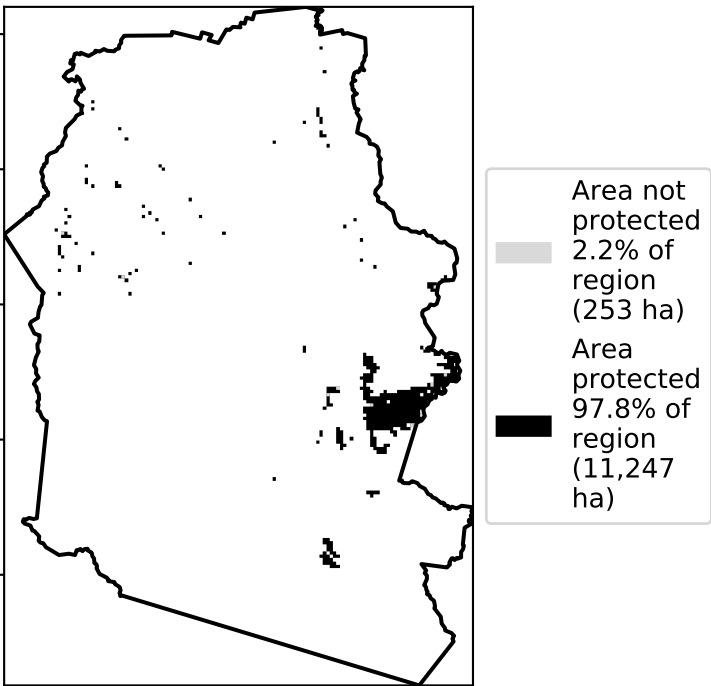 Area not
protected
2.2% of
region
(253 ha)
Area
protected
97.8% of
region
(11,247
ha)